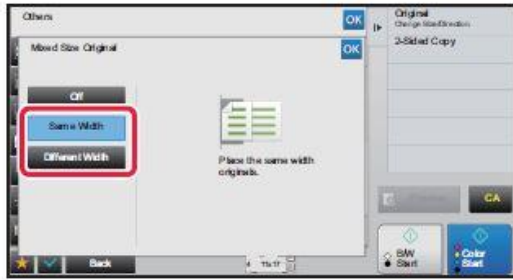 Others
OK
Original
Change Size/Direction
2-Sided Copy
Mixed Size Original
OK
Off
Same Width
Different Width
Place the same width
originals.
CA
Back
11x17
B/W
Start
Color
Start